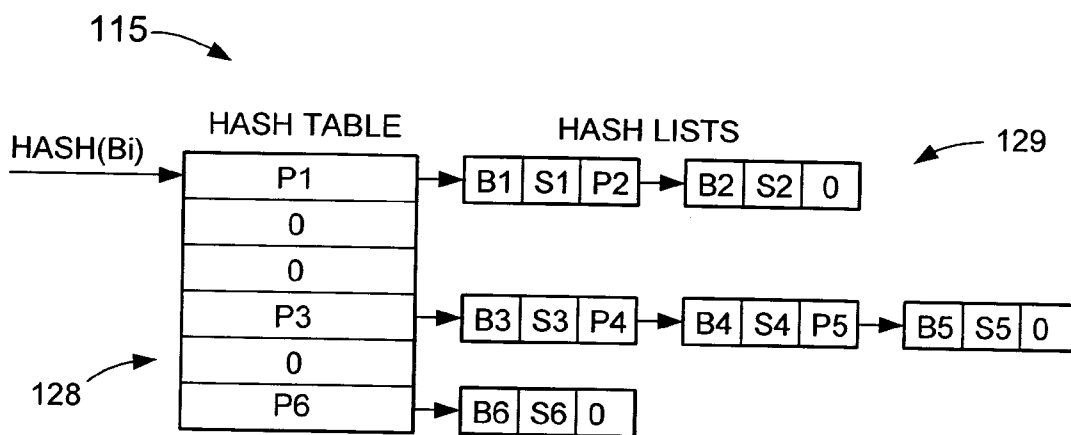 115
HASH TABLE HASH LISTS
129
HASH(Bi)
P1 B1 S1 P2 B2 S2 0
0
0
P3 B3 S3 P4 B4 S4 P5 B5 S5 0
0
128
P6 B6 S6 0